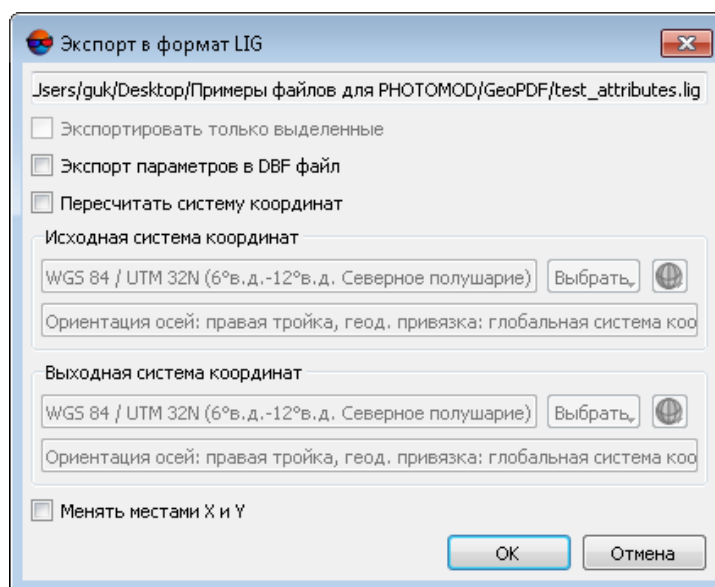 Экспорт в формат LIG
Jsers/guk/Desktop/Примеры файлов для PHOTOMOD/GeoPDF/test_attributes.lig
Экспортировать только выделенные
Экспорт параметров в DBF файл
Пересчитать систему координат
Исходная система координат
WGS 84 / UTM 32N (6°в.д.-12°в.д. Северное полушарие) Выбрать
Ориентация осей: правая тройка, геод. привязка: глобальная система коо
Выходная система координат
WGS 84 / UTM 32N (6°в.д.-12°в.д. Северное полушарие) Выбрать
Ориентация осей: правая тройка, геод. привязка: глобальная система коо
Менять местами X и Y
OK Отмена